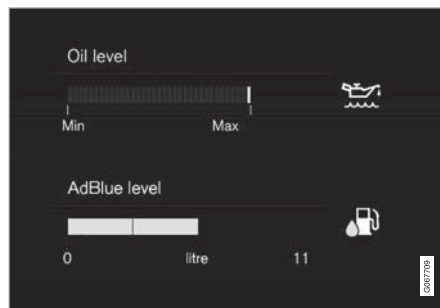 Oil level
Min Max
AdBlue level
0 litre 11
G067709